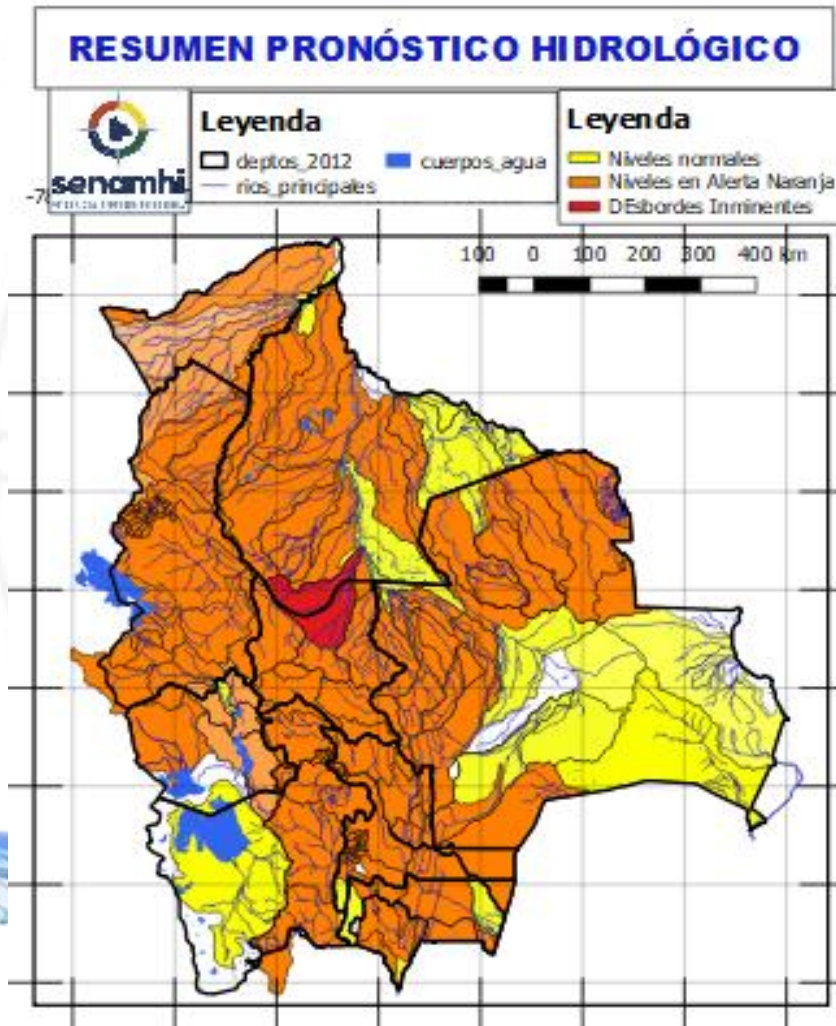 RESUMEN PRONÓSTICO HIDROLÓGICO
senamhi
Leyenda
deptos_2012
cuerpos_agua
rios_principales
Leyenda
Niveles normales
Niveles en Alerta Naranja
DEsbordes Inminentes
100 0 100 200 300 400 km